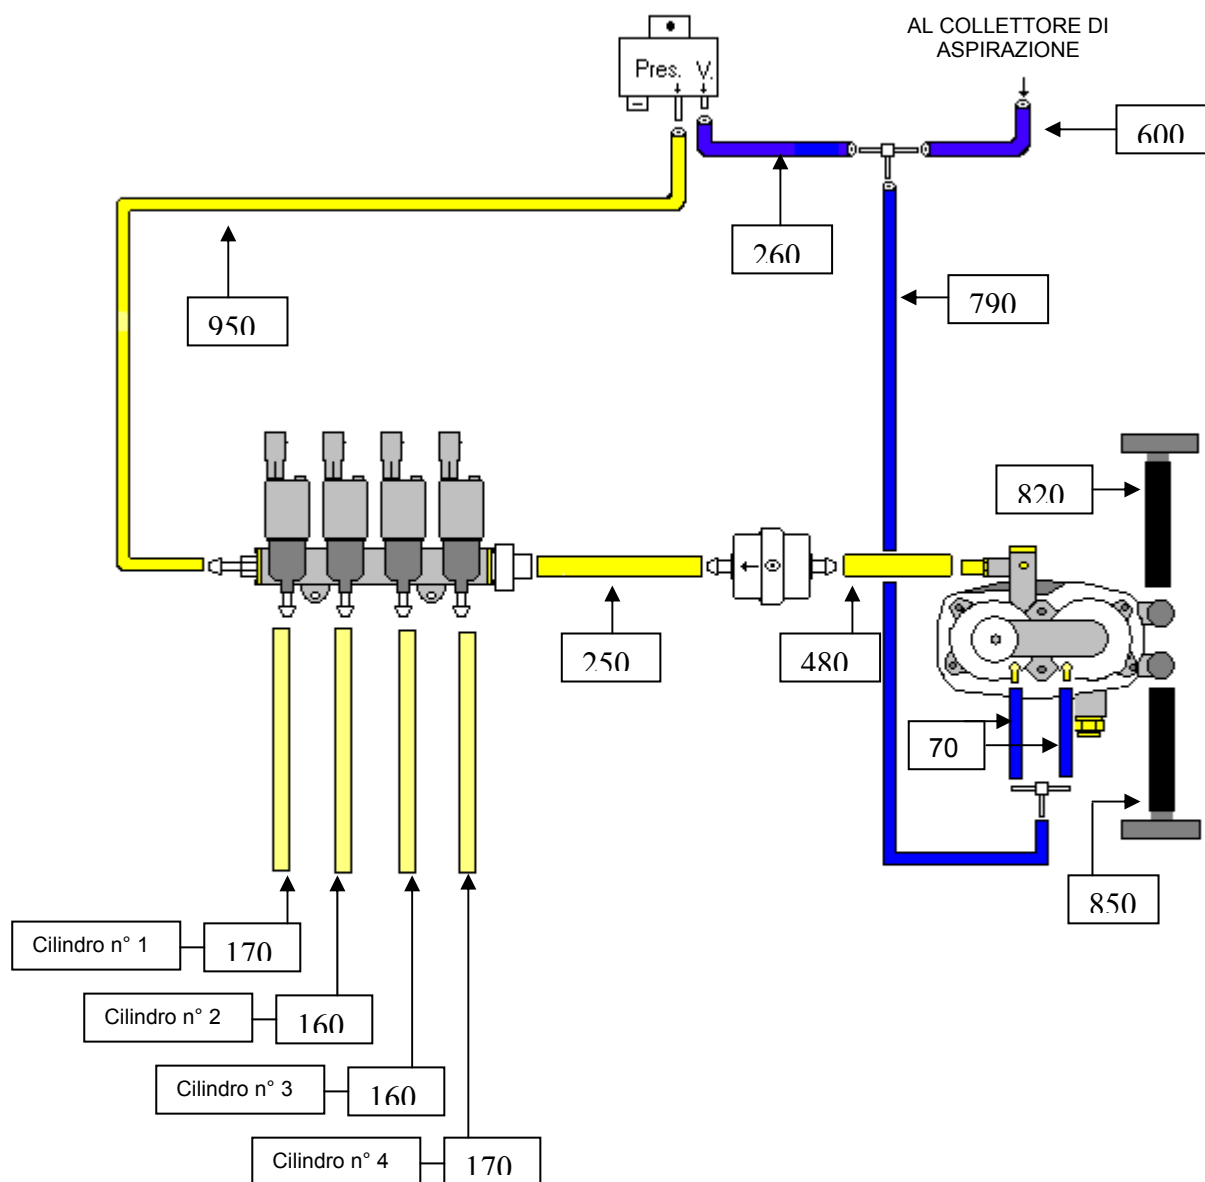 AL COLLETTORE DI
ASPIRAZIONE
Pres. V.
600
260
790
950
820
250
480
70
850
Cilindro n° 1
170
Cilindro n° 2
160
Cilindro n° 3
160
Cilindro n° 4
170